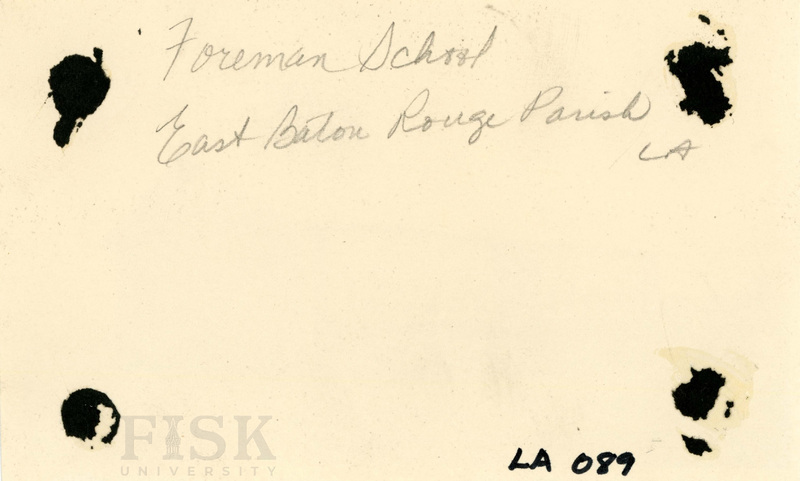 Foreman School
East Baton Rouge Parish
LA
FISK
UNIVERSITY
LA 089